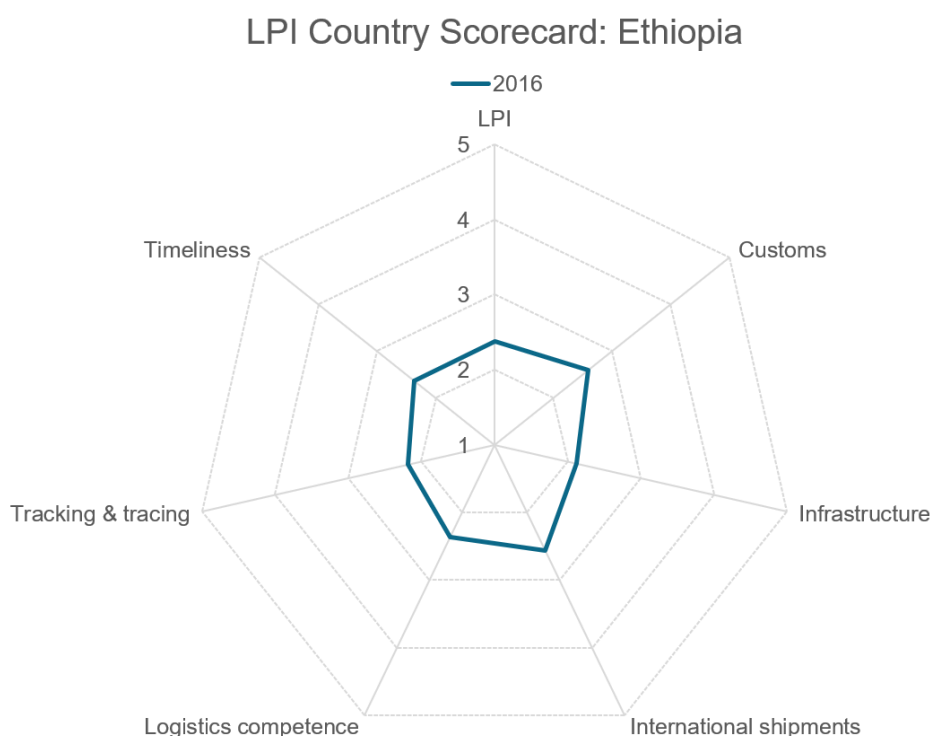 LPI Country Scorecard: Ethiopia
2016
LPI
5
4
Timeliness
Customs
3
2
1
Tracking & tracing
Infrastructure
Logistics competence
International shipments